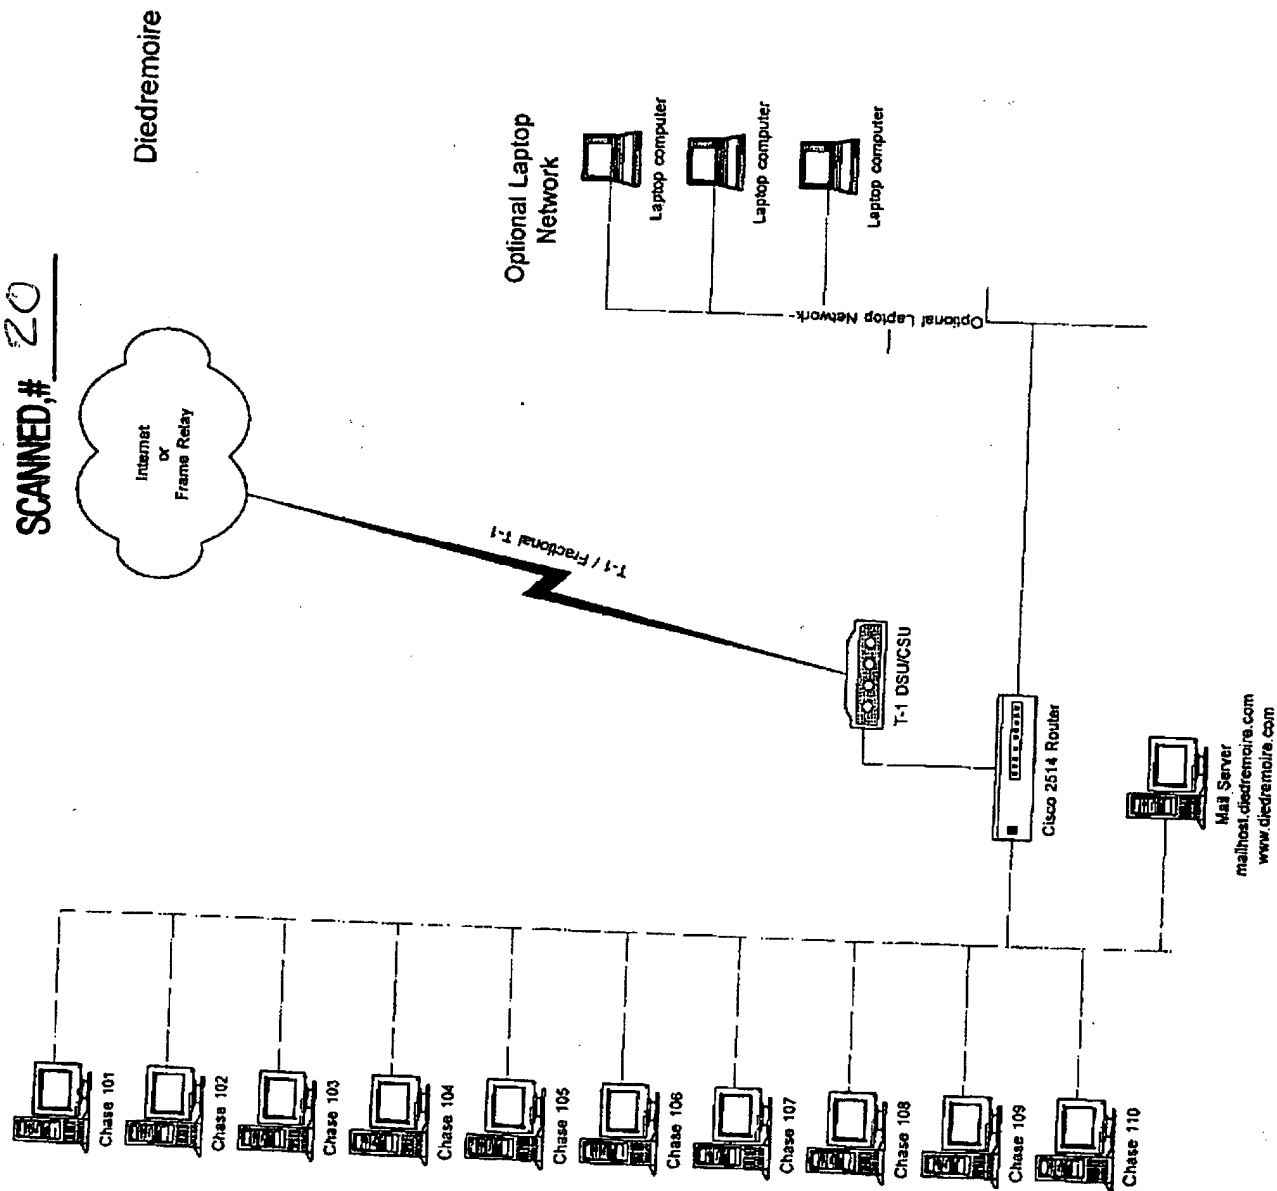 SCANNED,# 20
Diedremoire
Internet
or
Frame Relay
T-1 / Fractional T-1
Optional Laptop
Network
Laptop computer
Laptop computer
Laptop computer
Optional Laptop Network
T-1 DSU/CSU
Cisco 2514 Router
Mail Server
mailhost.diedremoire.com
www.diedremoire.com
Chase 101
Chase 102
Chase 103
Chase 104
Chase 105
Chase 106
Chase 107
Chase 108
Chase 109
Chase 110